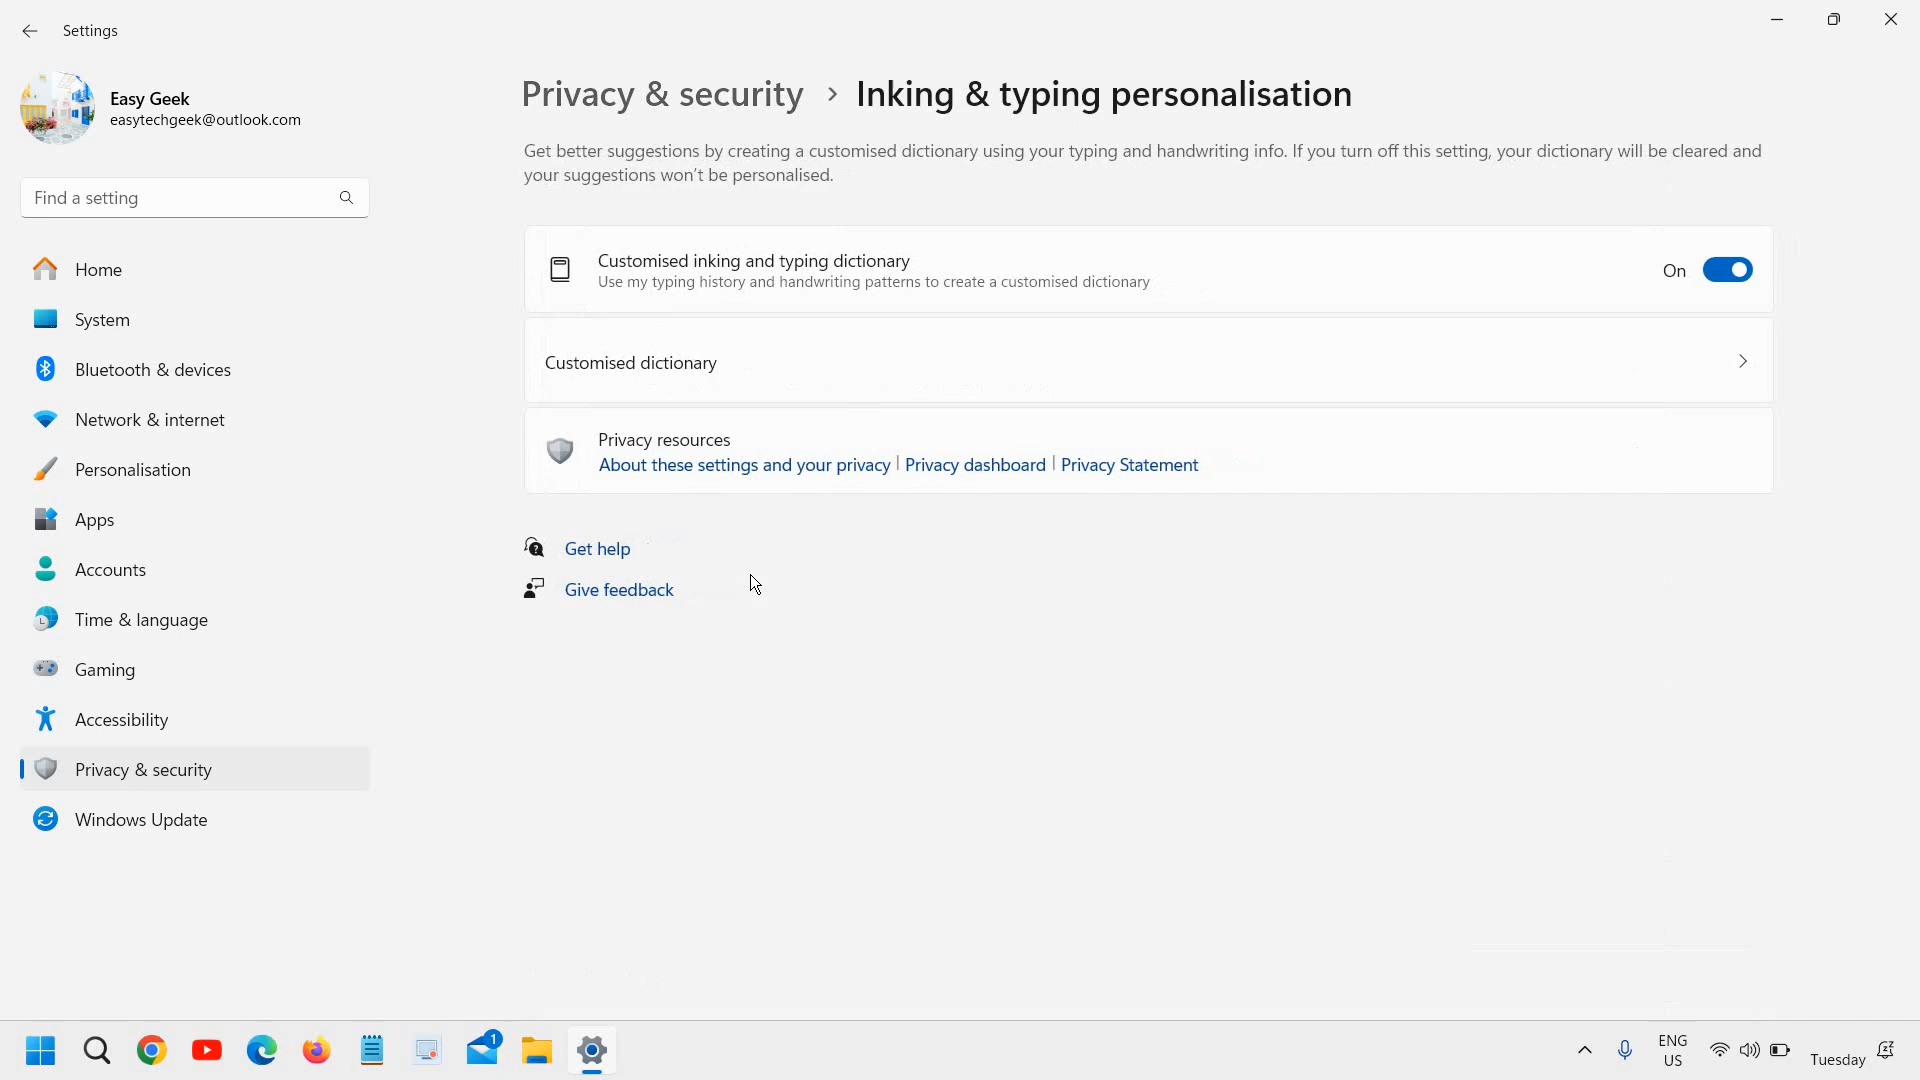 Settings
Easy Geek
easytechgeek@outlook.com
Find a setting
Home
System
Bluetooth & devices
Network & internet
Personalisation
Apps
Accounts
Time & language
Gaming
Accessibility
Privacy & security
Windows Update
Privacy & security > Inking & typing personalisation
Get better suggestions by creating a customised dictionary using your typing and handwriting info. If you turn off this setting, your dictionary will be cleared and
your suggestions won't be personalised.
Customised inking and typing dictionary
Use my typing history and handwriting patterns to create a customised dictionary
On
Customised dictionary
Privacy resources
About these settings and your privacy | Privacy dashboard | Privacy Statement
Get help
Give feedback
1
ENG
US
Tuesday